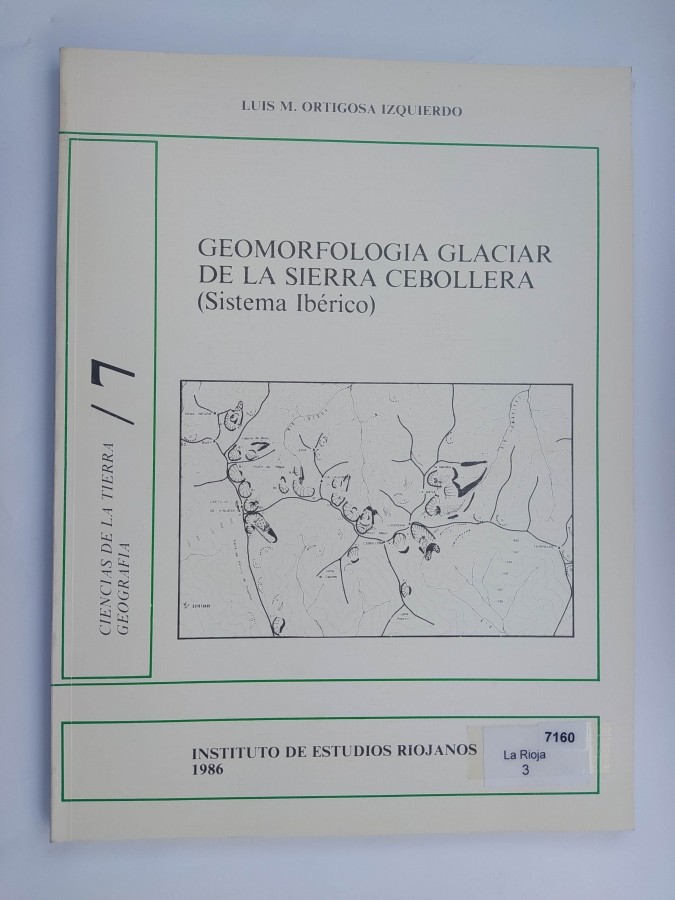 LUIS M. ORTIGOSA IZQUIERDO
GEOMORFOLOGIA GLACIAR
DE LA SIERRA CEBOLLERA
(Sistema Ibérico)
CIENCIAS DE LA TIERRA / 7
GEOGRAFIA
INSTITUTO DE ESTUDIOS RIOJANOS
1986
7160
La Rioja
3